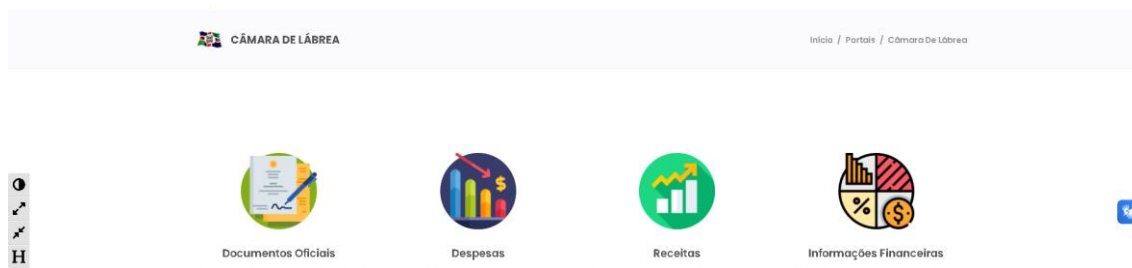 CÂMARA DE LÁBREA
Início / Portais / Câmara De Lábrea
$
% $
Documentos Oficiais
Despesas
Receitas
Informações Financeiras
H